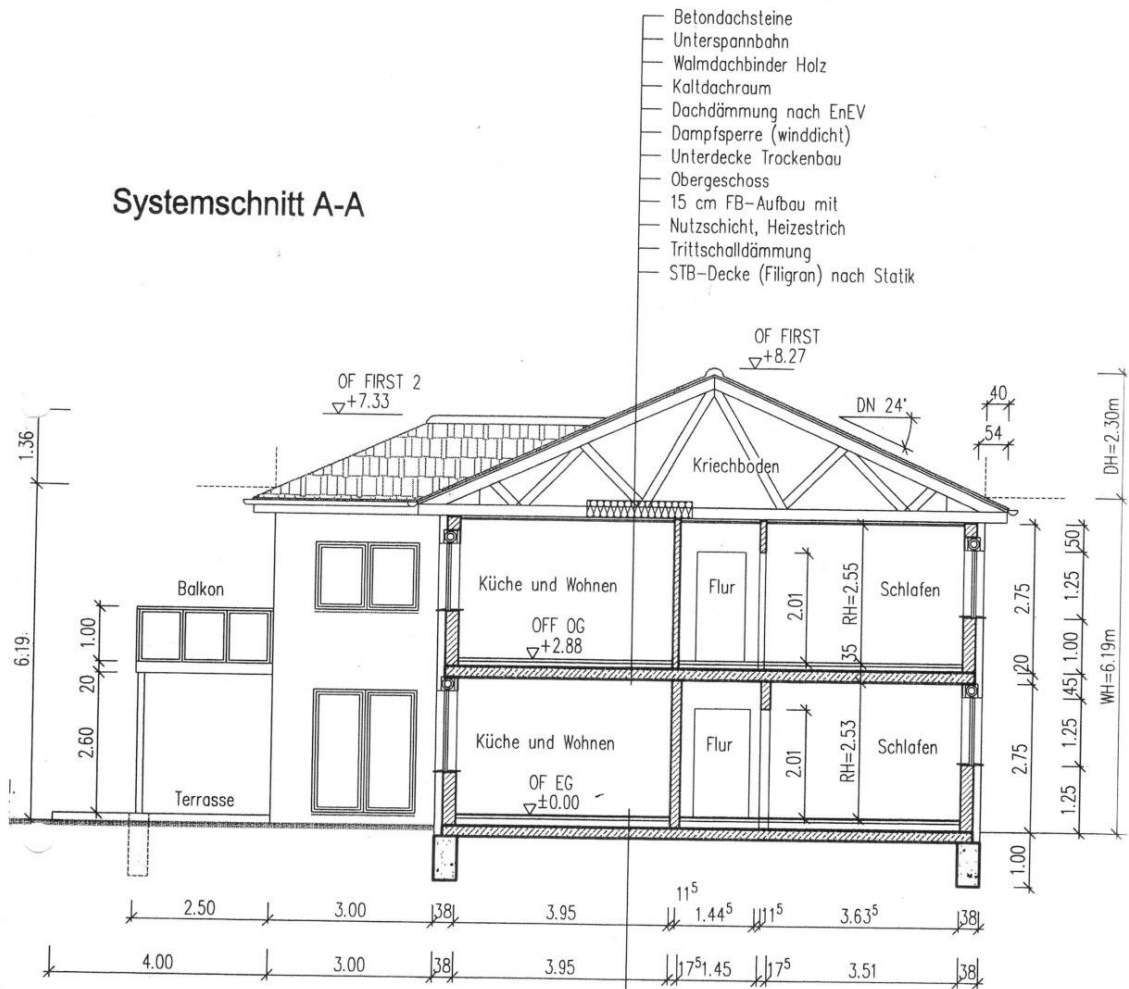 Betondachsteine
Unterspannbahn
Walmdachbinder Holz
Kaltdachraum
Dachdämmung nach EnEV
Dampfsperre (winddicht)
Unterdecke Trockenbau
Obergeschoss
15 cm FB-Aufbau mit
Nutzschicht, Heizestrich
Trittschalldämmung
STB-Decke (Filigran) nach Statik
Systemschnitt A-A
OF FIRST
+8.27
OF FIRST 2
+7.33
DN 24°
40
54
DH=2.30m
1.36
Kriechboden
Balkon
Küche und Wohnen
Flur
2.01
RH=2.55
Schlafen
2.75
50
1.25
1.00
6.19
1.00
OFF OG
+2.88
35
20
20
45
WH=6.19m
2.60
Küche und Wohnen
Flur
2.01
RH=2.53
Schlafen
2.75
1.25
1.25
Terrasse
OF EG
±0.00
1.00
2.50
3.00
38
3.95
11⁵
1.44⁵
11⁵
3.63⁵
38
4.00
3.00
38
3.95
17⁵
1.45
17⁵
3.51
38